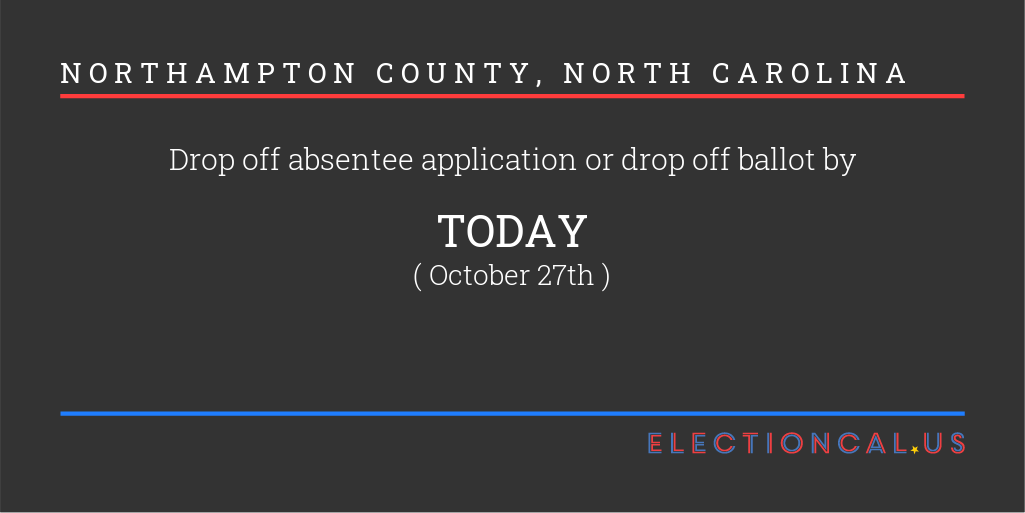 NORTHAMPTON COUNTY, NORTH CAROLINA
Drop off absentee application or drop off ballot by
TODAY
( October 27th )
ELECTIONCAL.US